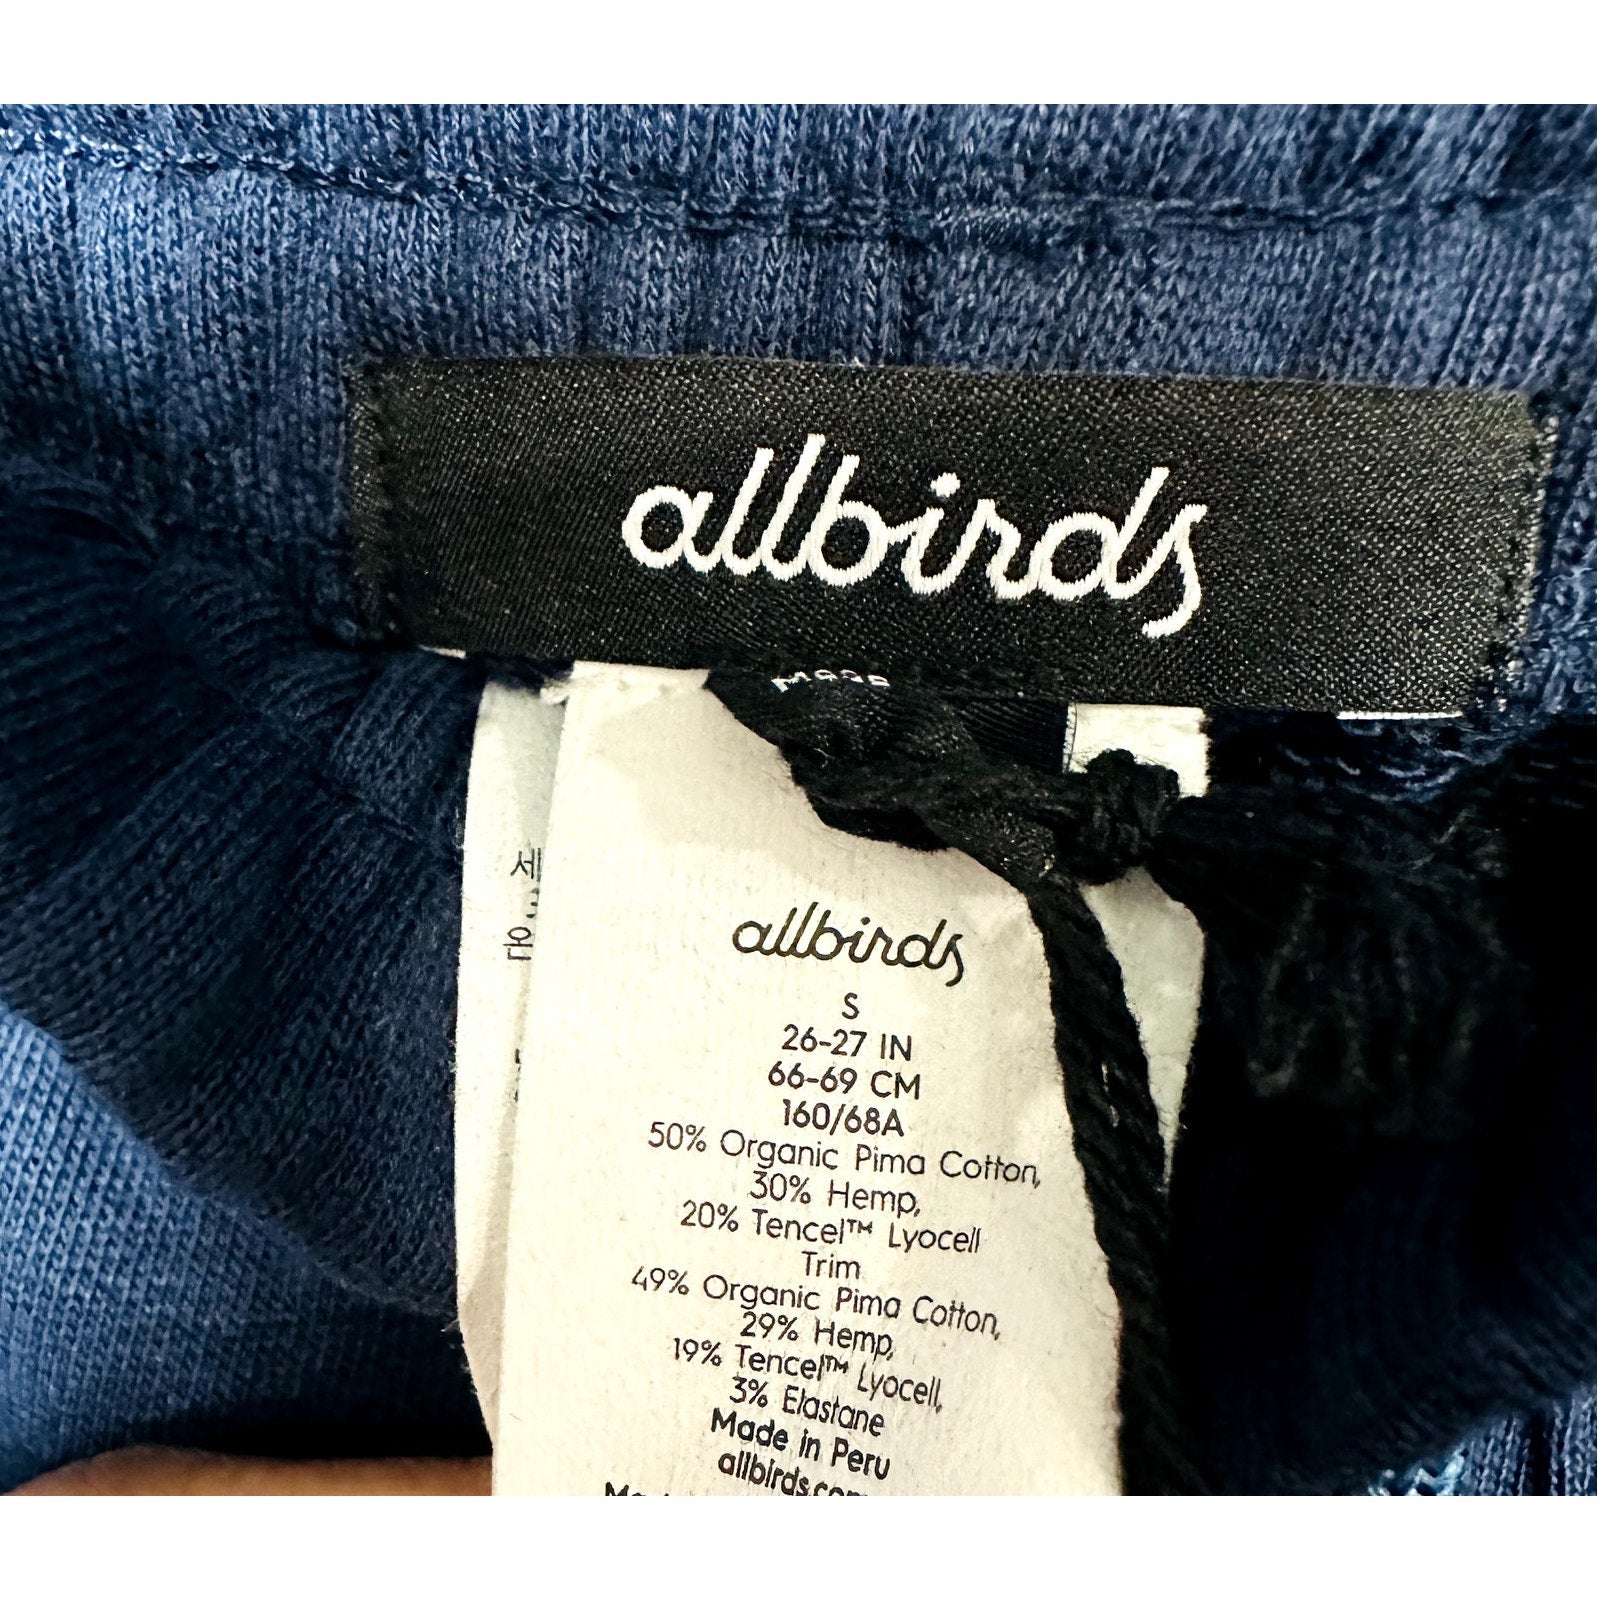 allbirds
allbirds
S
26-27 IN
66-69 CM
160/68A
50% Organic Pima Cotton,
30% Hemp,
20% Tencel™ Lyocell
Trim
49% Organic Pima Cotton,
29% Hemp,
19% Tencel™ Lyocell,
3% Elastane
Made in Peru
allbirds.com